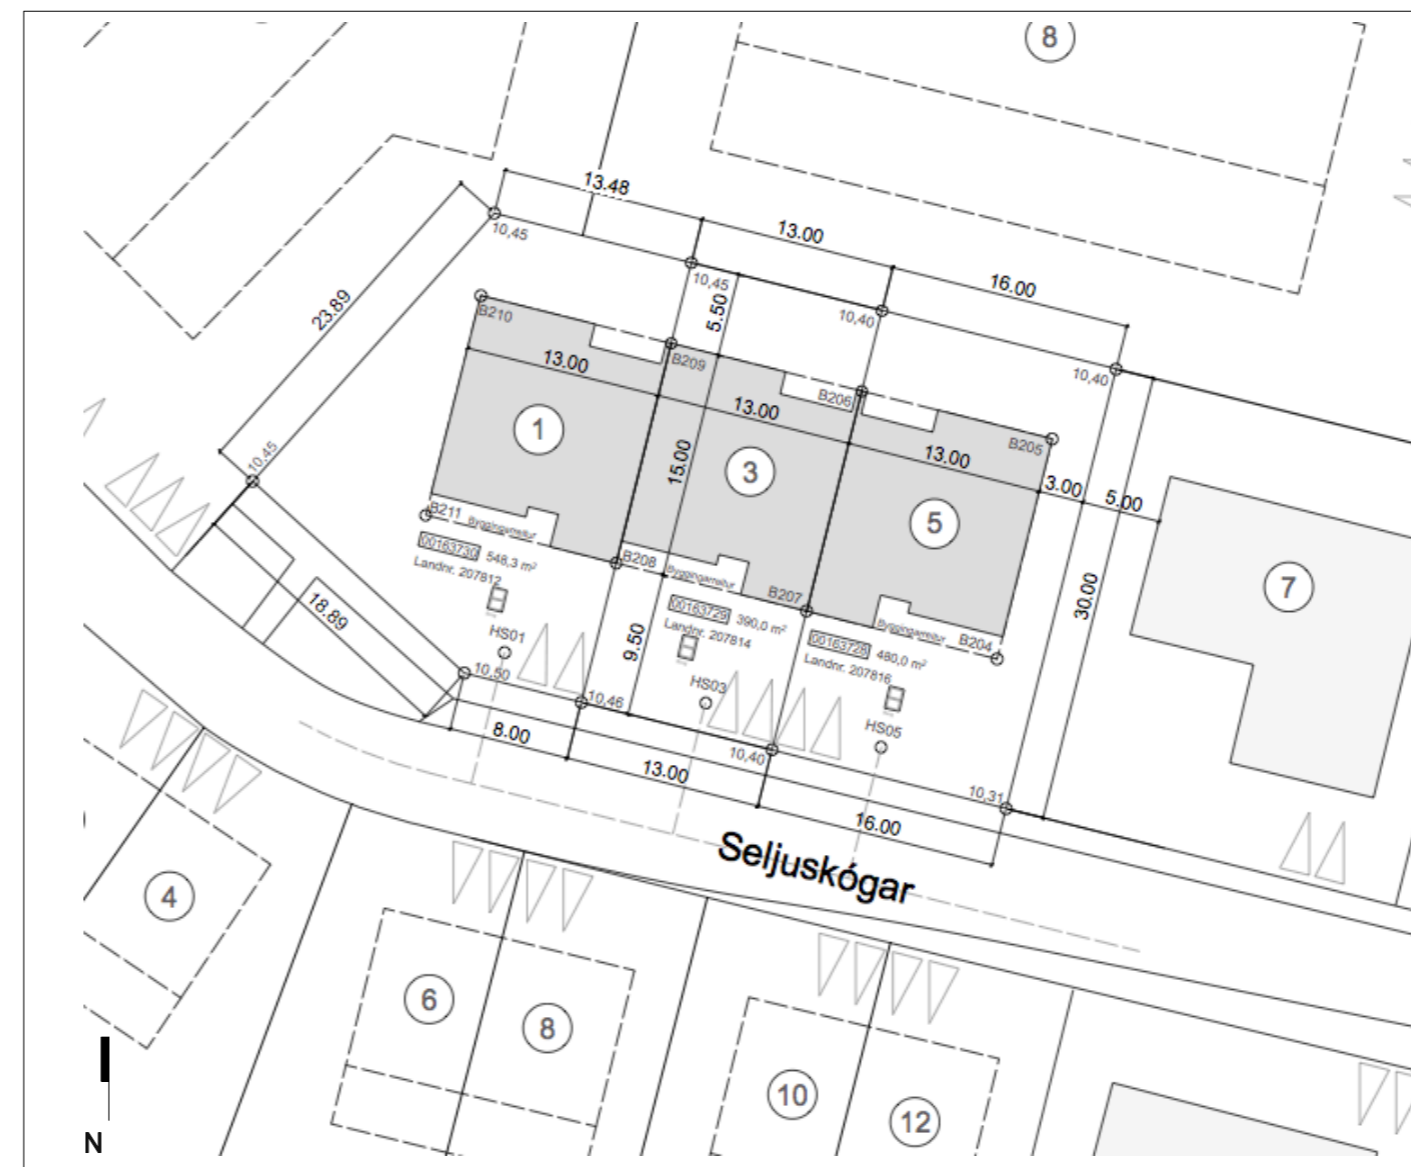 8
13.48
10,45
13.00
10,45
5.50
16.00
10,40
10,40
23.89
B210
13.00
B209
B206
13.00
B205
13.00
3.00
5.00
1
3
5
7
15.00
10,45
B211
Byggingarreitur
00163730 548,3 m²
Landnr. 207812
B208
Byggingarreitur
B207
00163729 390,0 m²
Landnr. 207814
Byggingarreitur
B204
00163728 480,0 m²
Landnr. 207816
30.00
18.89
HS01
9.50
HS03
HS05
10,50
10,46
10,40
10,31
8.00
13.00
16.00
Seljuskógar
4
6
8
10
12
N